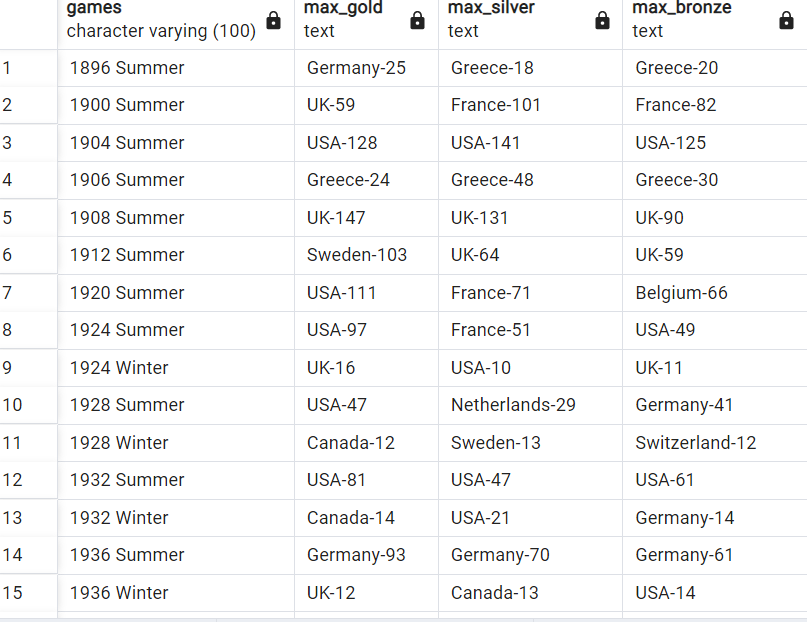 games max_gold max_silver max_bronze
character varying (100) text text text
1 1896 Summer Germany-25 Greece-18 Greece-20
2 1900 Summer UK-59 France-101 France-82
3 1904 Summer USA-128 USA-141 USA-125
4 1906 Summer Greece-24 Greece-48 Greece-30
5 1908 Summer UK-147 UK-131 UK-90
6 1912 Summer Sweden-103 UK-64 UK-59
7 1920 Summer USA-111 France-71 Belgium-66
8 1924 Summer USA-97 France-51 USA-49
9 1924 Winter UK-16 USA-10 UK-11
10 1928 Summer USA-47 Netherlands-29 Germany-41
11 1928 Winter Canada-12 Sweden-13 Switzerland-12
12 1932 Summer USA-81 USA-47 USA-61
13 1932 Winter Canada-14 USA-21 Germany-14
14 1936 Summer Germany-93 Germany-70 Germany-61
15 1936 Winter UK-12 Canada-13 USA-14